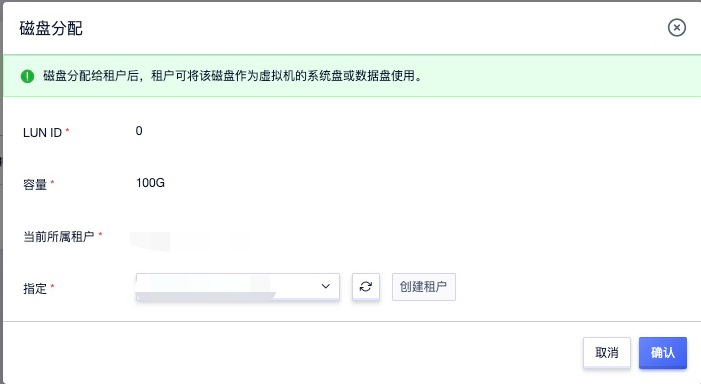 磁盘分配
磁盘分配给租户后，租户可将该磁盘作为虚拟机的系统盘或数据盘使用。
LUN ID * 0
容量 * 100G
当前所属租户 *
指定 * 创建租户
取消 确认